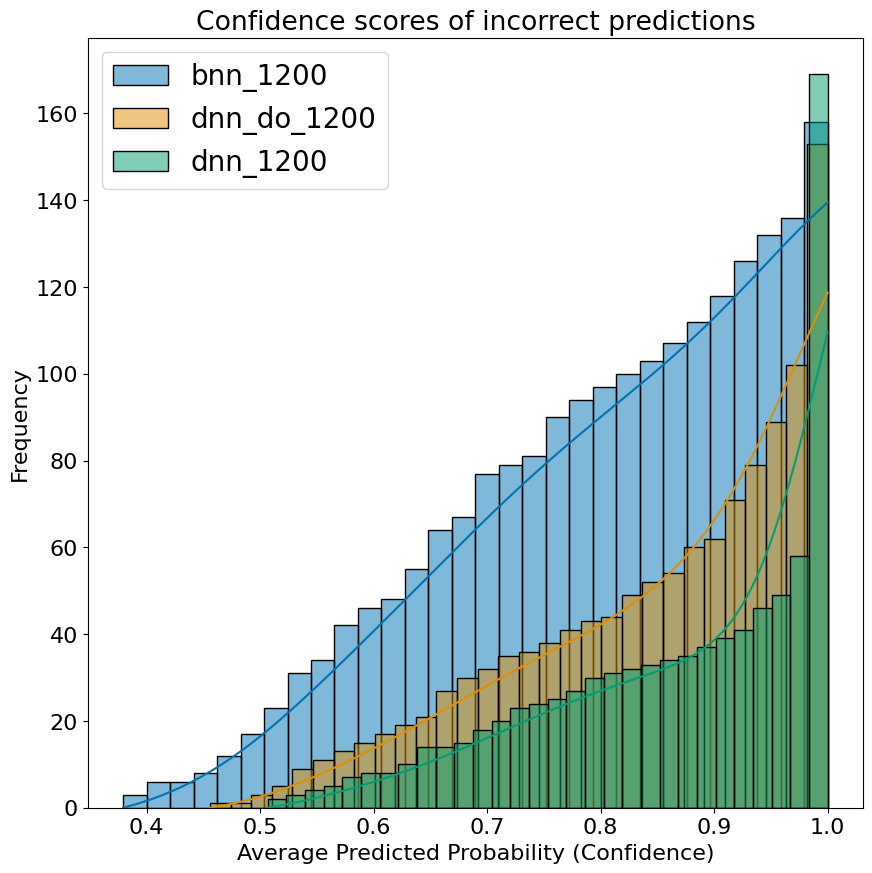 Confidence scores of incorrect predictions
bnn_1200
dnn_do_1200
dnn_1200
160
140
120
100
80
60
40
20
0
Frequency
0.4 0.5 0.6 0.7 0.8 0.9 1.0
Average Predicted Probability (Confidence)